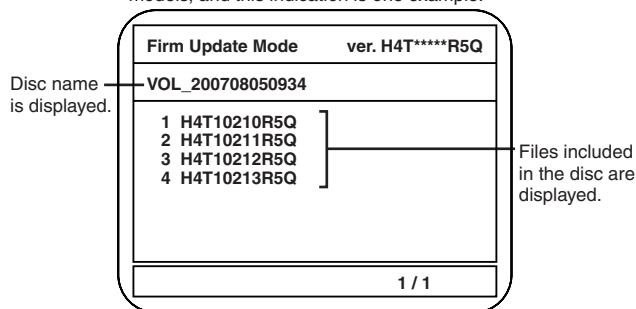 models, and this indication is one example.
Firm Update Mode ver. H4T*****R5Q
Disc name
is displayed.
VOL_200708050934
1 H4T10210R5Q
2 H4T10211R5Q
3 H4T10212R5Q
4 H4T10213R5Q
Files included
in the disc are
displayed.
1 / 1